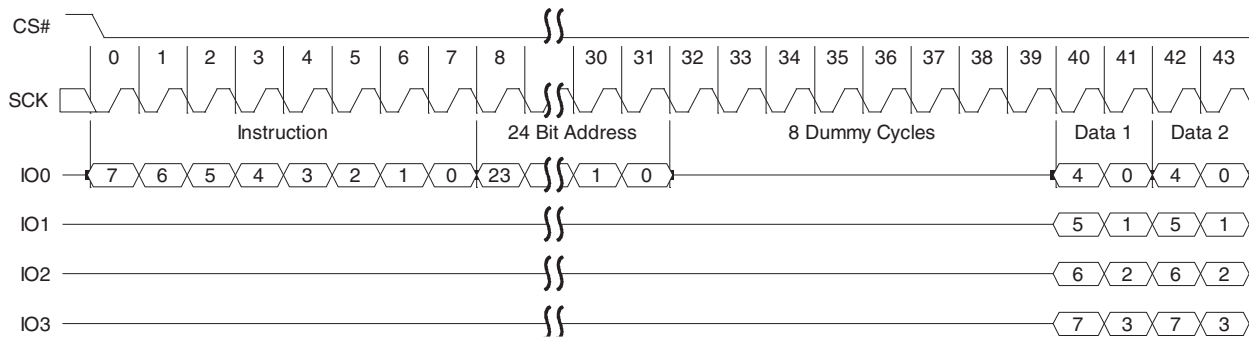 CS#
0 1 2 3 4 5 6 7 8 30 31 32 33 34 35 36 37 38 39 40 41 42 43
SCK
Instruction 24 Bit Address 8 Dummy Cycles Data 1 Data 2
IO0 7 6 5 4 3 2 1 0 23 1 0 4 0 4 0
IO1 5 1 5 1
IO2 6 2 6 2
IO3 7 3 7 3